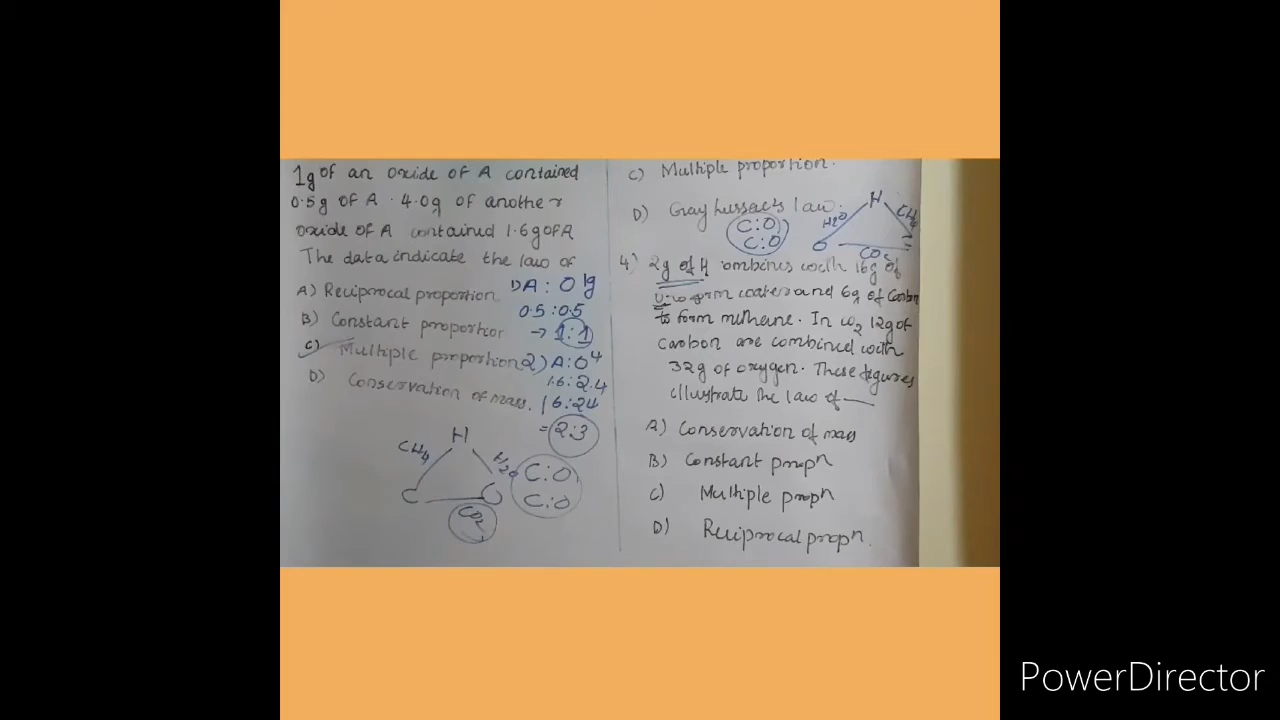 1g of an oxide of A contained
0.5g of A. 4.0g of another
oxide of A contained 1.6g of A
The data indicate the law of
A) Reciprocal proportion
B) Constant proportion
C) Multiple proportion
D) Conservation of mass.
1) A : O 1g
0.5 : 0.5
→ 1:1
2) A : O 4
1.6 : 2.4
16 : 24
= 2:3
H
CH4
H2O
C
O
CO2
C:O
C:O
C) Multiple proportion.
D) Gay lussac's law.
C:O
C:O
H
H2O
CH4
O
CO2
4) 2g of H combines with 16g of
to form water and 6g of Carbon
to form methane. In CO2 12g of
Carbon are combined with
32g of oxygen. These figures
illustrate the law of
A) Conservation of mass
B) Constant propn
C) Multiple propn
D) Reciprocal propn.
PowerDirector